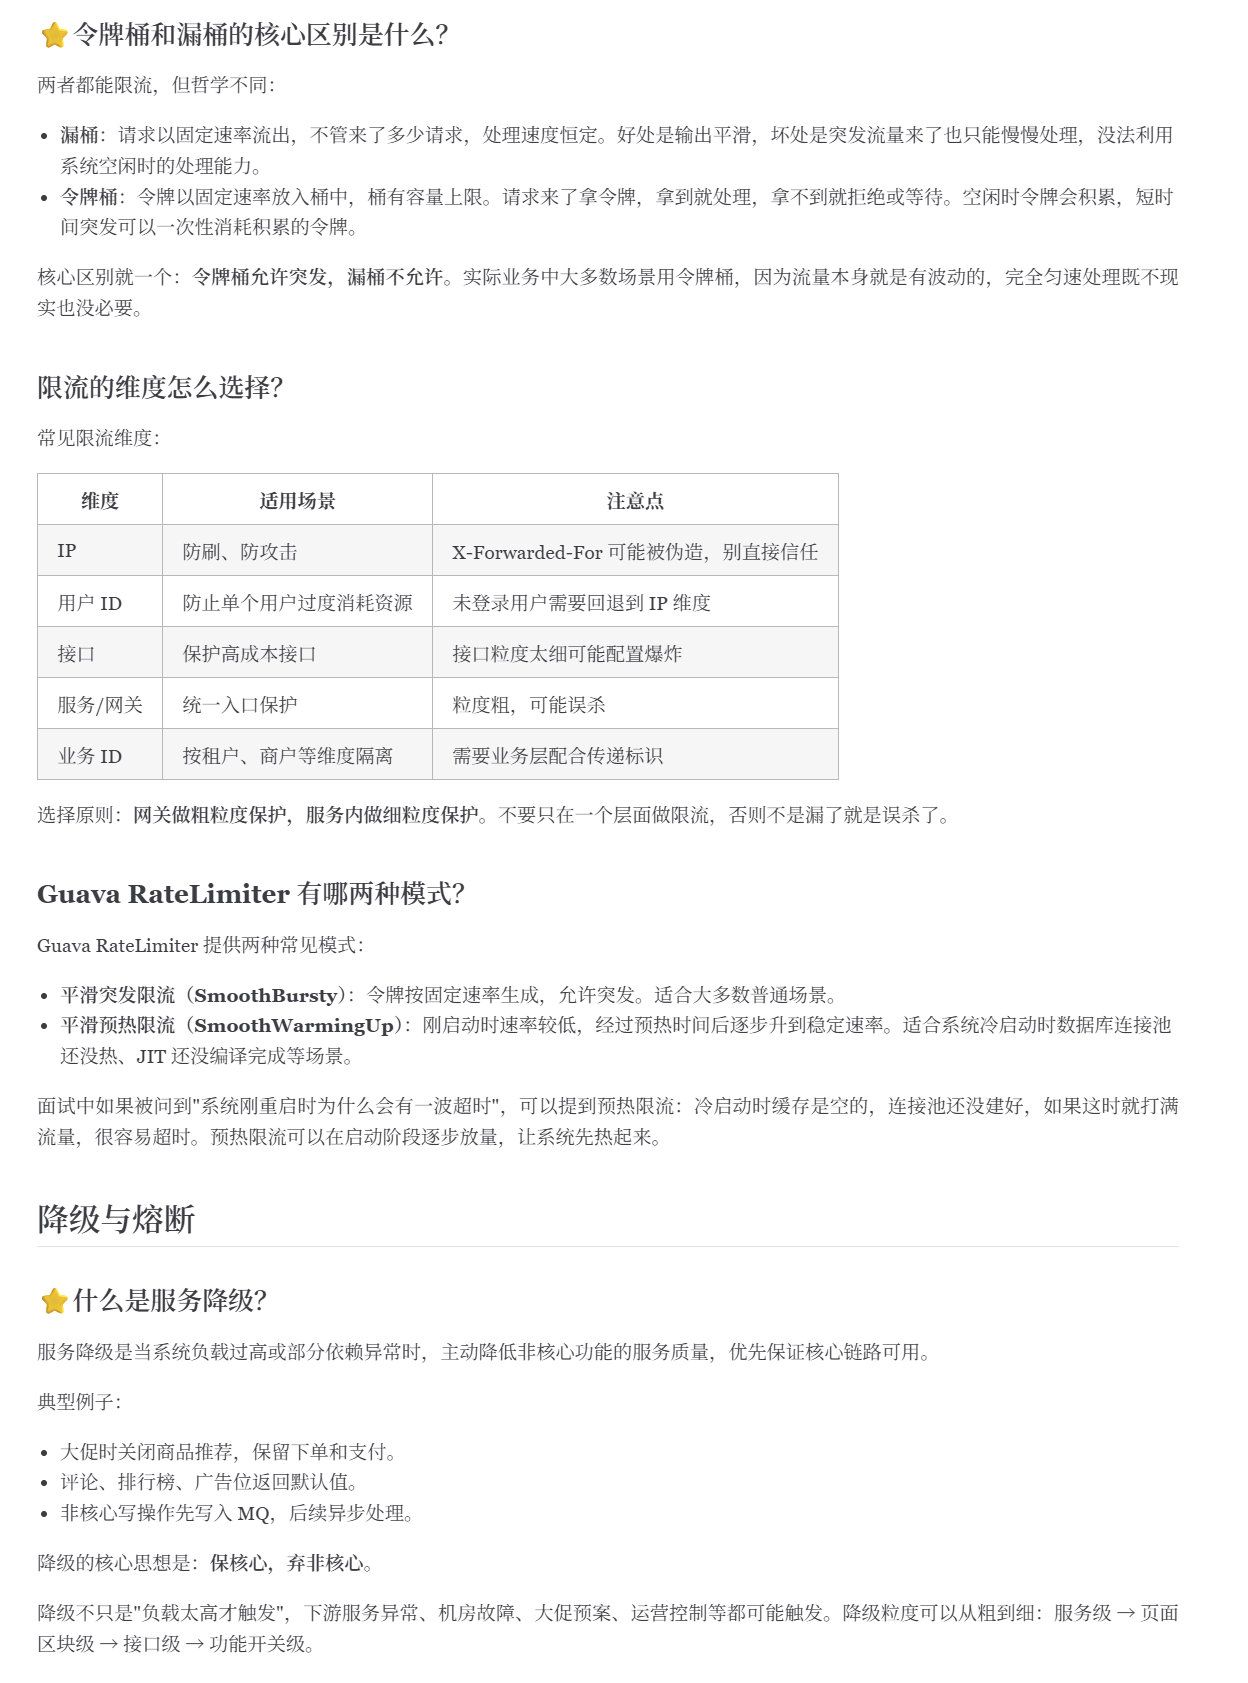 ⭐令牌桶和漏桶的核心区别是什么？
两者都能限流，但哲学不同：
• 漏桶：请求以固定速率流出，不管来了多少请求，处理速度恒定。好处是输出平滑，坏处是突发流量来了也只能慢慢处理，没法利用
系统空闲时的处理能力。
• 令牌桶：令牌以固定速率放入桶中，桶有容量上限。请求来了拿令牌，拿到就处理，拿不到就拒绝或等待。空闲时令牌会积累，短时
间突发可以一次性消耗积累的令牌。
核心区别就一个：令牌桶允许突发，漏桶不允许。实际业务中大多数场景用令牌桶，因为流量本身就是有波动的，完全匀速处理既不现
实也没必要。
限流的维度怎么选择？
常见限流维度：
维度 适用场景 注意点
IP 防刷、防攻击 X-Forwarded-For 可能被伪造，别直接信任
用户 ID 防止单个用户过度消耗资源 未登录用户需要回退到 IP 维度
接口 保护高成本接口 接口粒度太细可能配置爆炸
服务/网关 统一入口保护 粒度粗，可能误杀
业务 ID 按租户、商户等维度隔离 需要业务层配合传递标识
选择原则：网关做粗粒度保护，服务内做细粒度保护。不要只在一个层面做限流，否则不是漏了就是误杀了。
Guava RateLimiter 有哪两种模式？
Guava RateLimiter 提供两种常见模式：
• 平滑突发限流（SmoothBursty）：令牌按固定速率生成，允许突发。适合大多数普通场景。
• 平滑预热限流（SmoothWarmingUp）：刚启动时速率较低，经过预热时间后逐步升到稳定速率。适合系统冷启动时数据库连接池
还没热、JIT 还没编译完成等场景。
面试中如果被问到"系统刚重启时为什么会有一波超时"，可以提到预热限流：冷启动时缓存是空的，连接池还没建好，如果这时就打满
流量，很容易超时。预热限流可以在启动阶段逐步放量，让系统先热起来。
降级与熔断
⭐什么是服务降级？
服务降级是当系统负载过高或部分依赖异常时，主动降低非核心功能的服务质量，优先保证核心链路可用。
典型例子：
• 大促时关闭商品推荐，保留下单和支付。
• 评论、排行榜、广告位返回默认值。
• 非核心写操作先写入 MQ，后续异步处理。
降级的核心思想是：保核心，弃非核心。
降级不只是"负载太高才触发"，下游服务异常、机房故障、大促预案、运营控制等都可能触发。降级粒度可以从粗到细：服务级 → 页面
区块级 → 接口级 → 功能开关级。